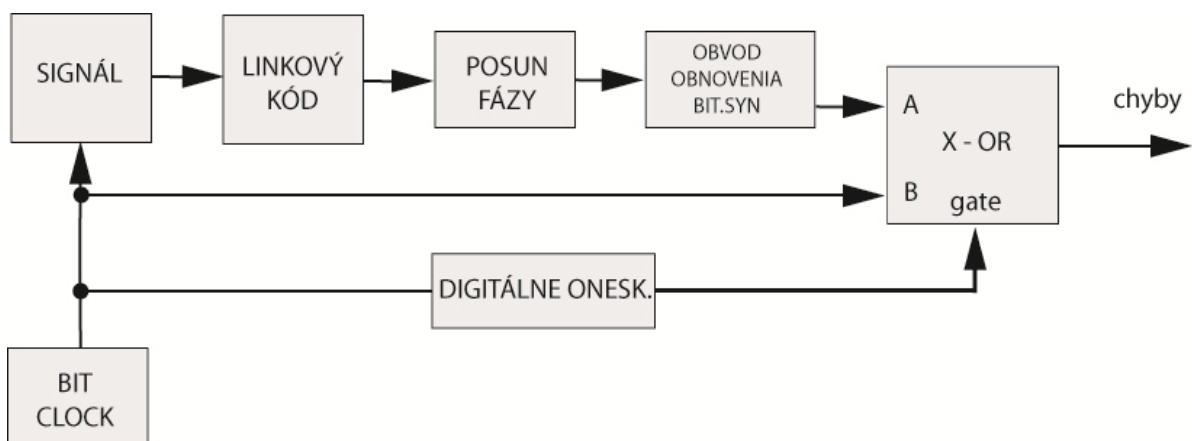 SIGNÁL
LINKOVÝ
KÓD
POSUN
FÁZY
OBVOD
OBNOVENIA
BIT.SYN
A
X - OR
B
gate
chyby
DIGITÁLNE ONESK.
BIT
CLOCK